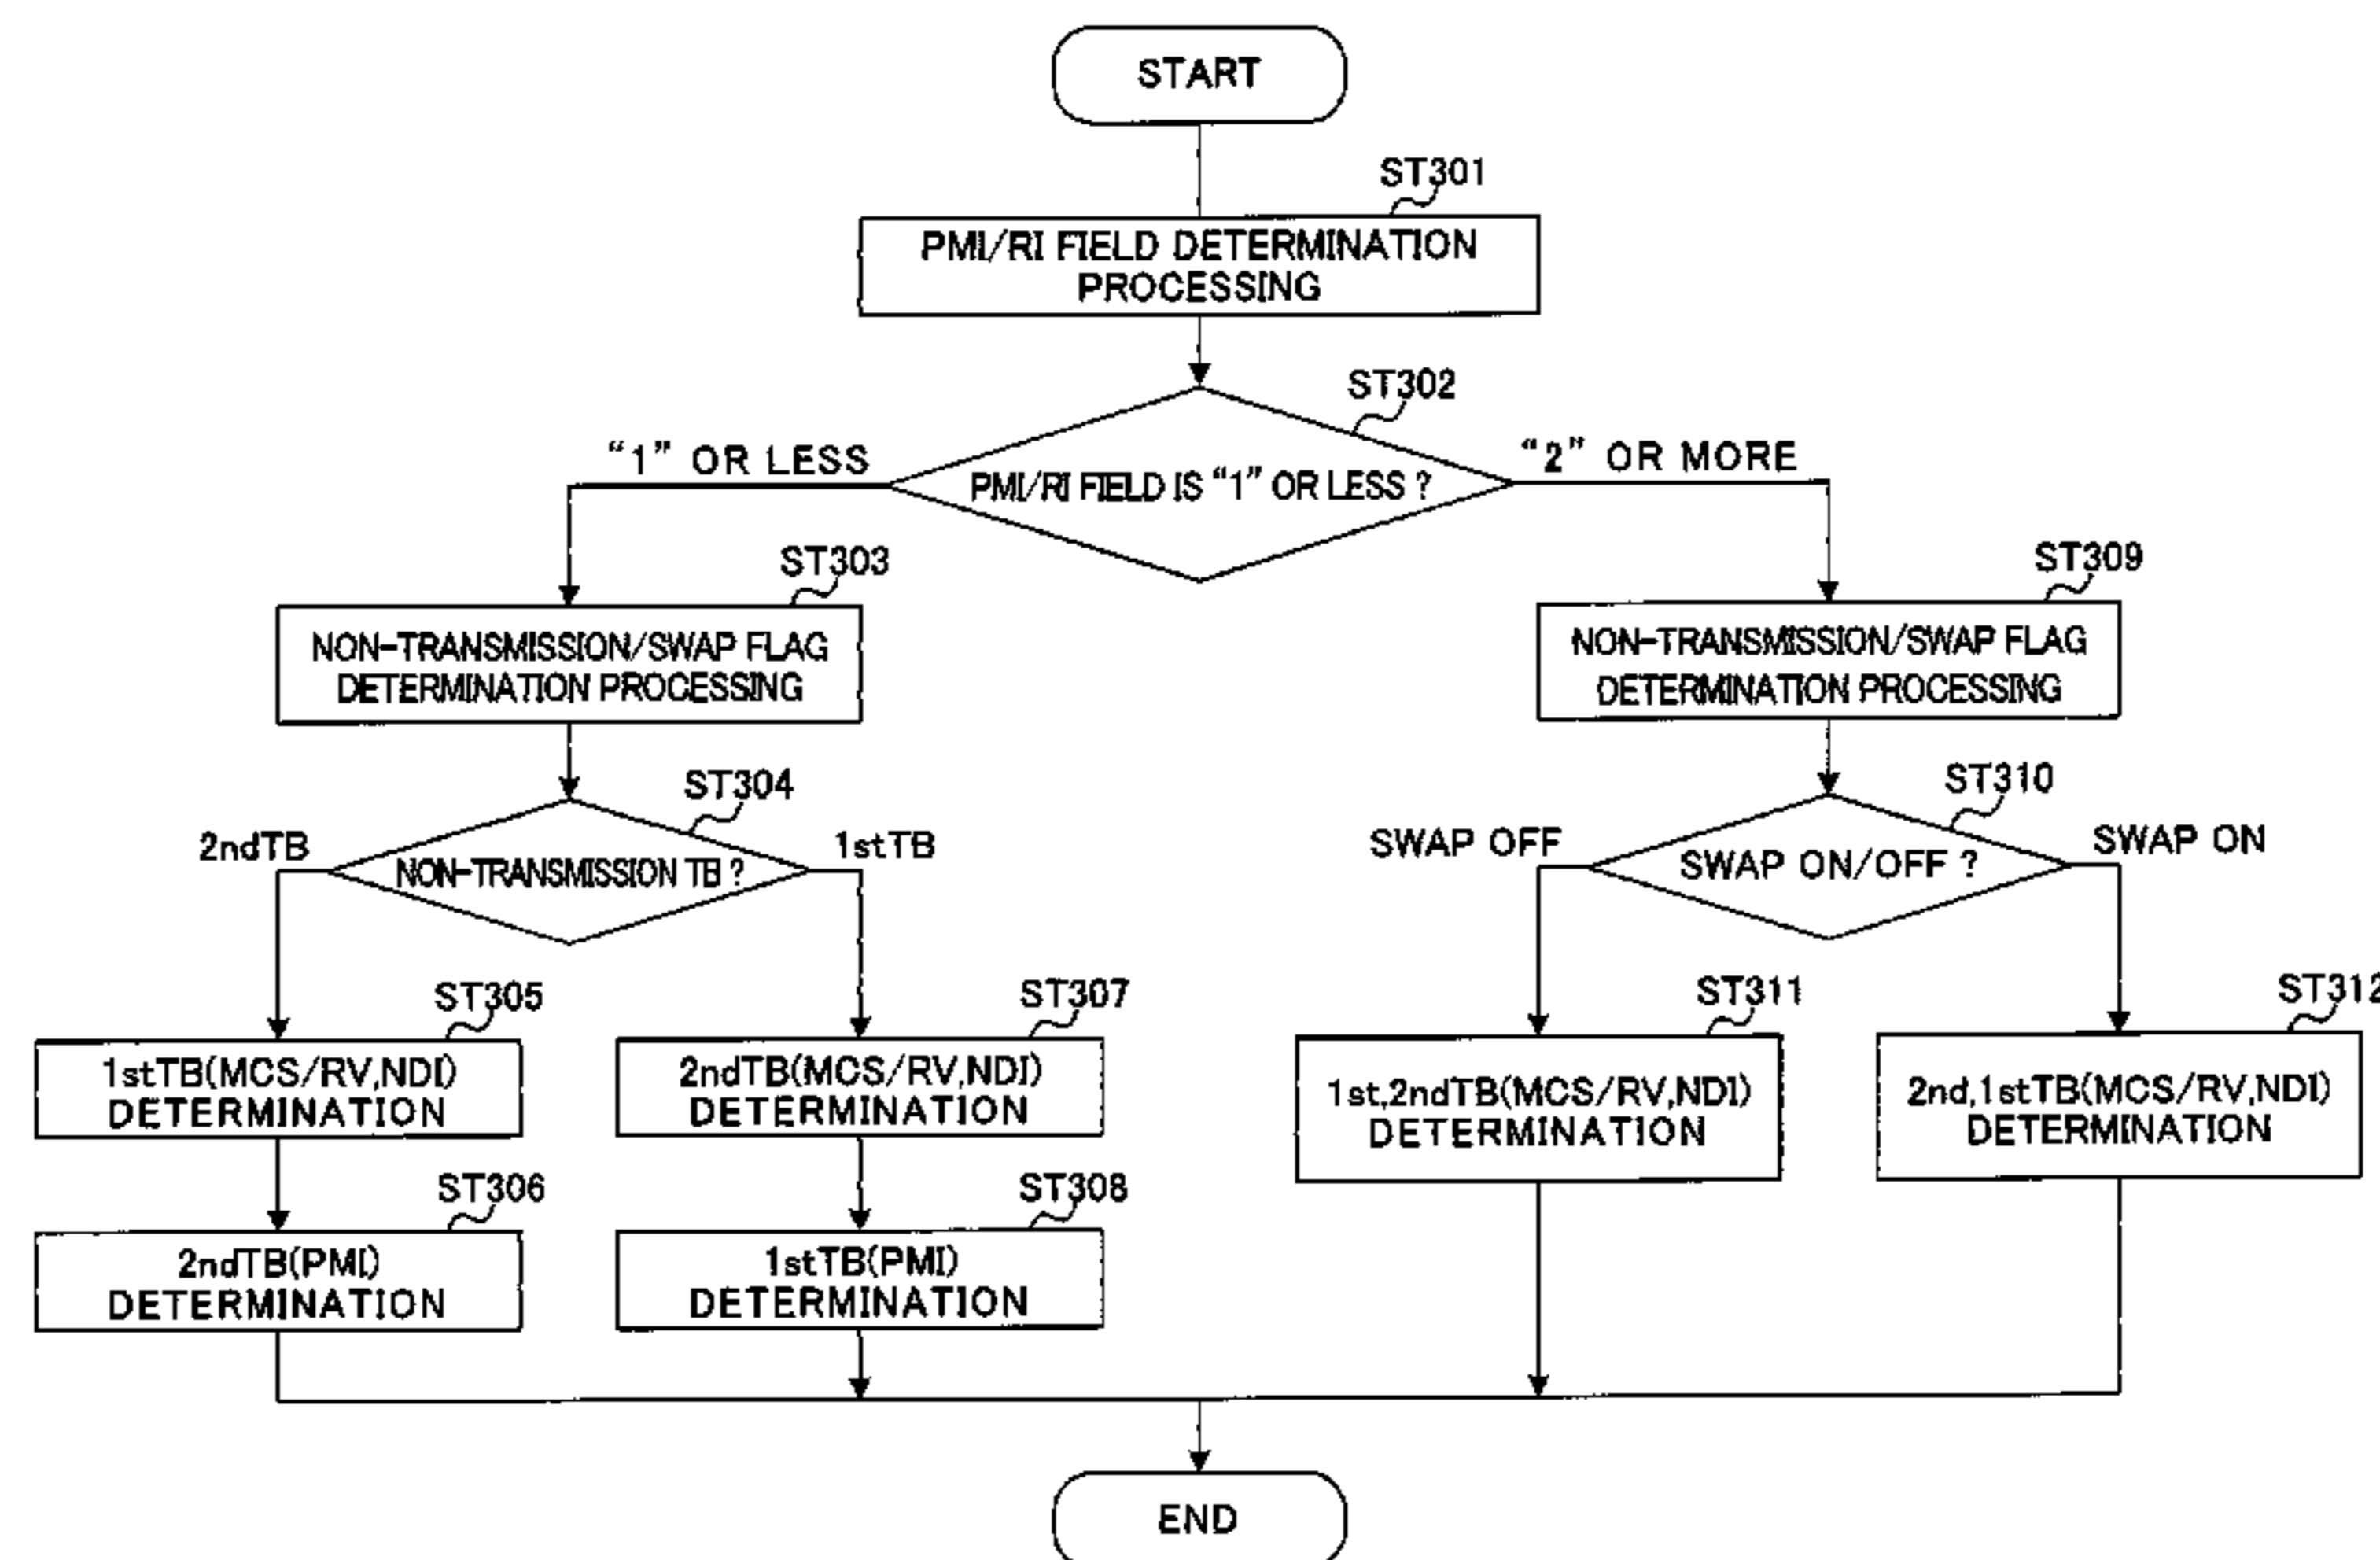 START
ST301
PMI/RI FIELD DETERMINATION
PROCESSING
ST302
"1" OR LESS
PMI/RI FIELD IS "1" OR LESS ?
"2" OR MORE
ST303
NON-TRANSMISSION/SWAP FLAG
DETERMINATION PROCESSING
ST309
NON-TRANSMISSION/SWAP FLAG
DETERMINATION PROCESSING
ST304
2ndTB
NON-TRANSMISSION TB ?
1stTB
ST310
SWAP OFF
SWAP ON/OFF ?
SWAP ON
ST305
1stTB(MCS/RV,NDI)
DETERMINATION
ST307
2ndTB(MCS/RV,NDI)
DETERMINATION
ST311
1st,2ndTB(MCS/RV,NDI)
DETERMINATION
ST312
2nd,1stTB(MCS/RV,NDI)
DETERMINATION
ST306
2ndTB(PMI)
DETERMINATION
ST308
1stTB(PMI)
DETERMINATION
END